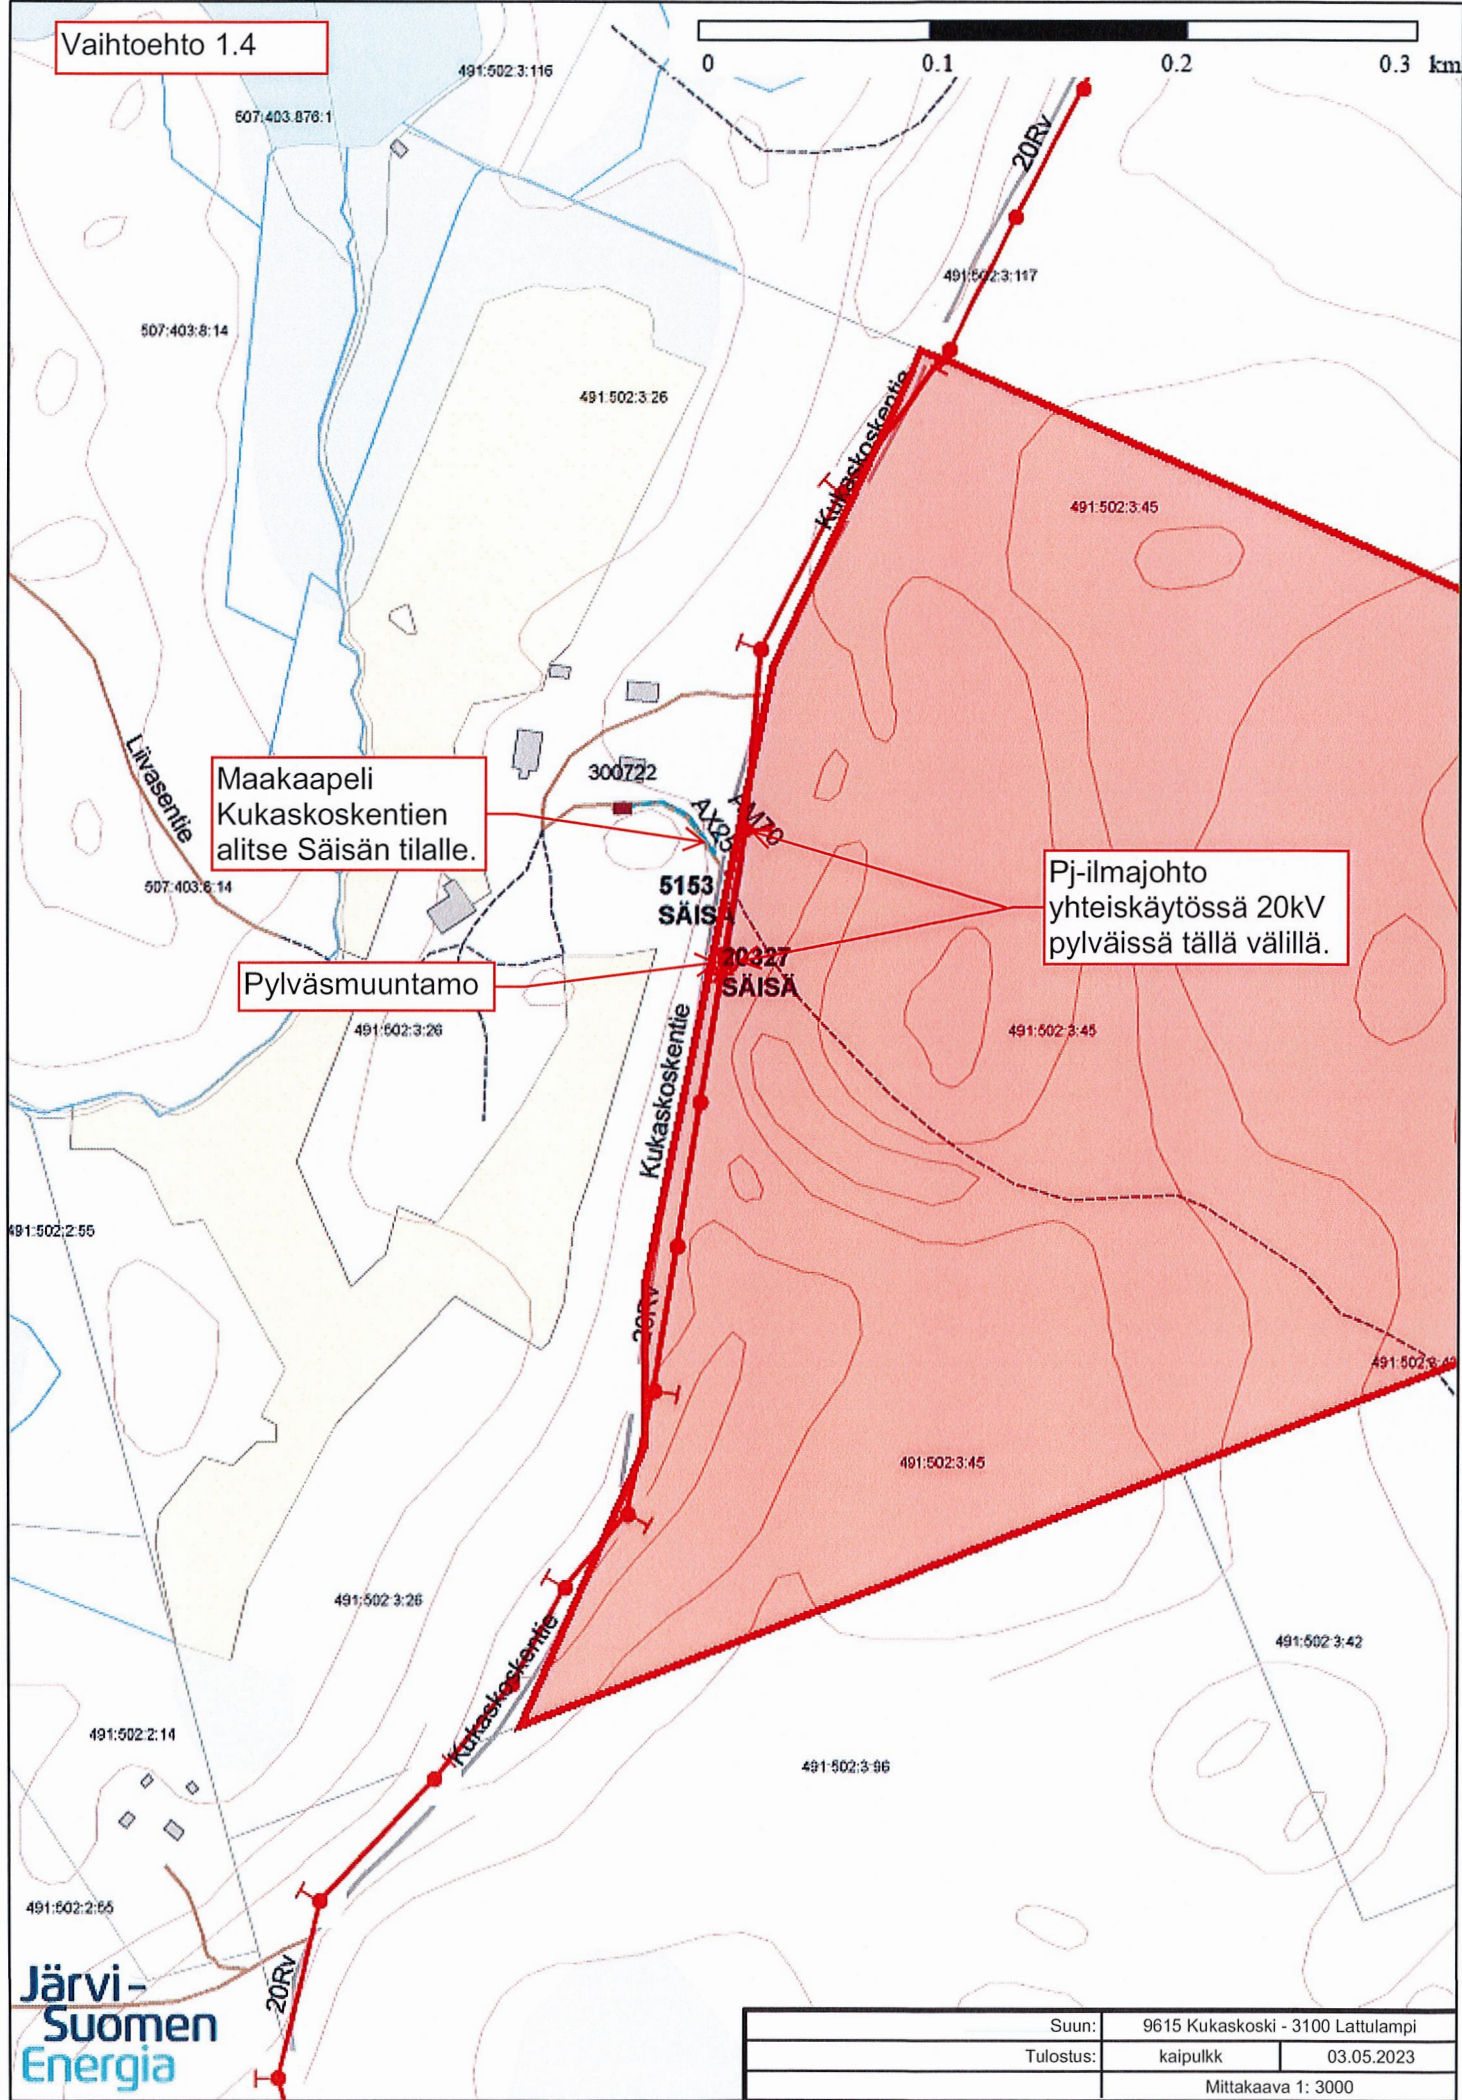 Vaihtoehto 1.4
0 0.1 0.2 0.3 km
491:502:3:116
507:403:876:1
20Rv
491:502:3:117
507:403:8:14
491:502:3:26
Kukaskoskentie
491:502:3:45
Liivasentie
Maakaapeli
Kukaskoskentien
alitse Säisän tilalle.
300722
AX25
AM70
507:403:6:14
5153
SÄISÄ
Pj-ilmajohto
yhteiskäytössä 20kV
pylväissä tällä välillä.
Pylväsmuuntamo
20327
SÄISÄ
491:502:3:26
Kukaskoskentie
491:502:3:45
491:502:2:55
20Rv
491:502:3:45
491:502:3:26
Kukaskoskentie
491:502:3:42
491:502:2:14
491:502:3:96
491:502:2:55
20Rv
Järvi-
Suomen
Energia
Suun: 9615 Kukaskoski - 3100 Lattulampi
Tulostus: kaipulkk 03.05.2023
Mittakaava 1: 3000